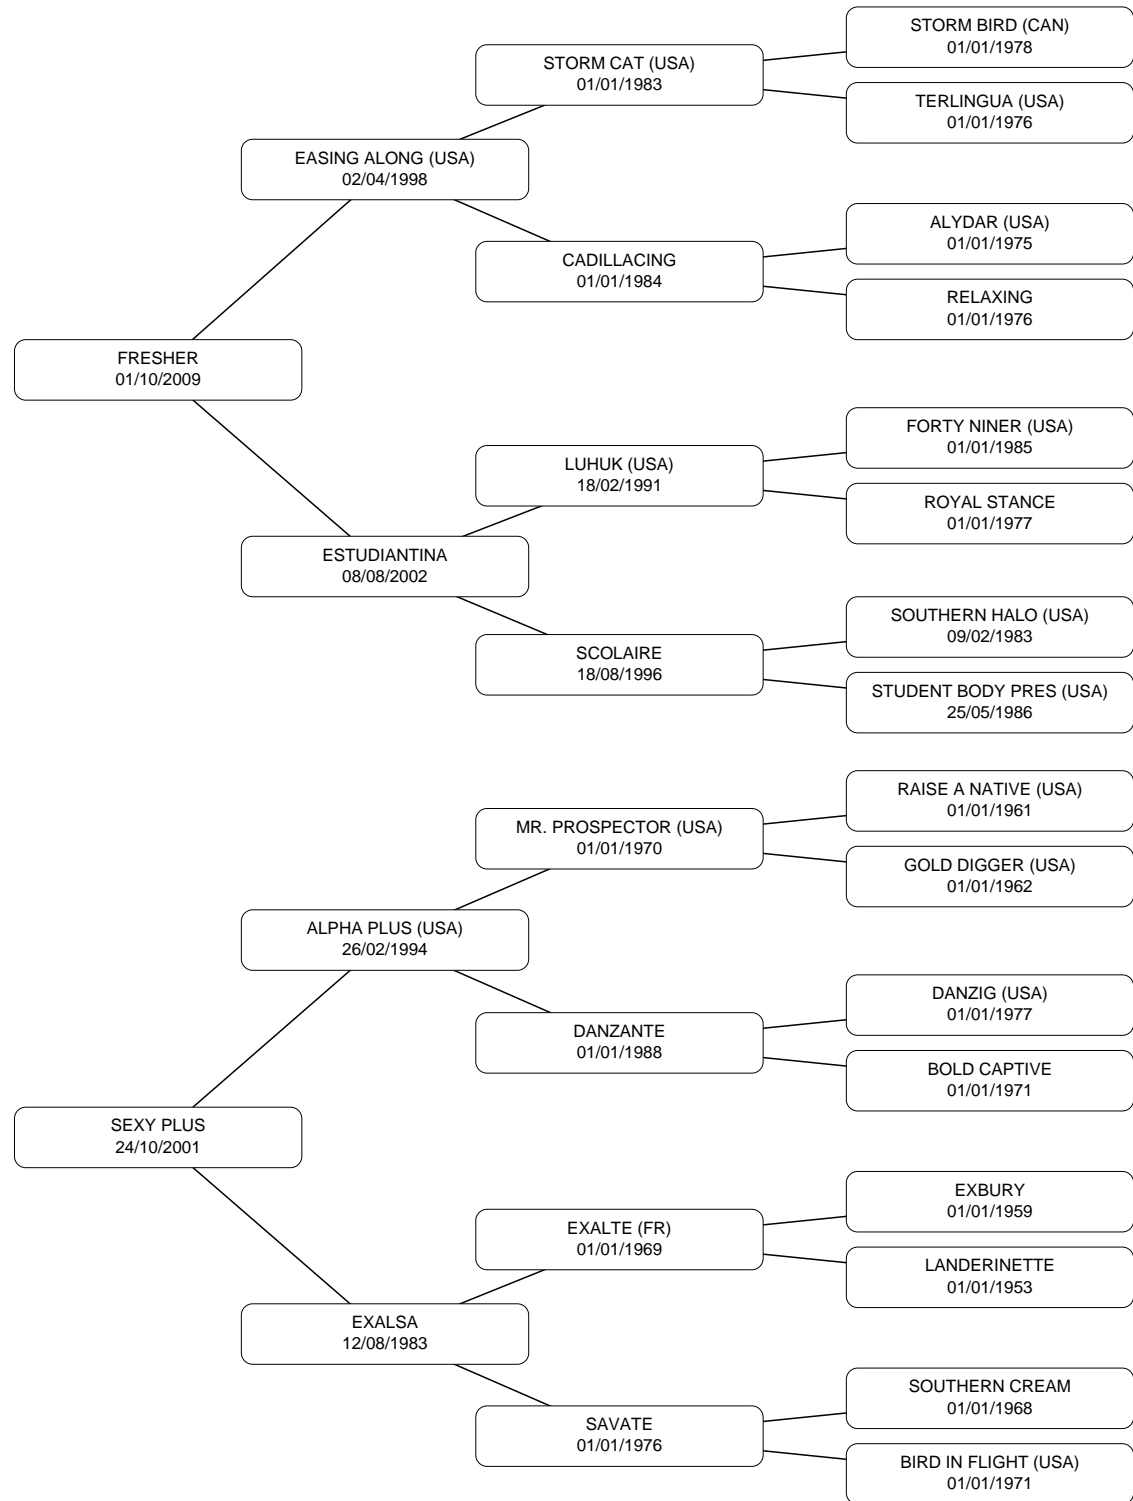 STORM BIRD (CAN)
01/01/1978
STORM CAT (USA)
01/01/1983
TERLINGUA (USA)
01/01/1976
EASING ALONG (USA)
02/04/1998
ALYDAR (USA)
01/01/1975
CADILLACING
01/01/1984
RELAXING
01/01/1976
FRESHER
01/10/2009
FORTY NINER (USA)
01/01/1985
LUHUK (USA)
18/02/1991
ROYAL STANCE
01/01/1977
ESTUDIANTINA
08/08/2002
SOUTHERN HALO (USA)
09/02/1983
SCOLAIRE
18/08/1996
STUDENT BODY PRES (USA)
25/05/1986
RAISE A NATIVE (USA)
01/01/1961
MR. PROSPECTOR (USA)
01/01/1970
GOLD DIGGER (USA)
01/01/1962
ALPHA PLUS (USA)
26/02/1994
DANZIG (USA)
01/01/1977
DANZANTE
01/01/1988
BOLD CAPTIVE
01/01/1971
SEXY PLUS
24/10/2001
EXBURY
01/01/1959
EXALTE (FR)
01/01/1969
LANDERINETTE
01/01/1953
EXALSA
12/08/1983
SOUTHERN CREAM
01/01/1968
SAVATE
01/01/1976
BIRD IN FLIGHT (USA)
01/01/1971